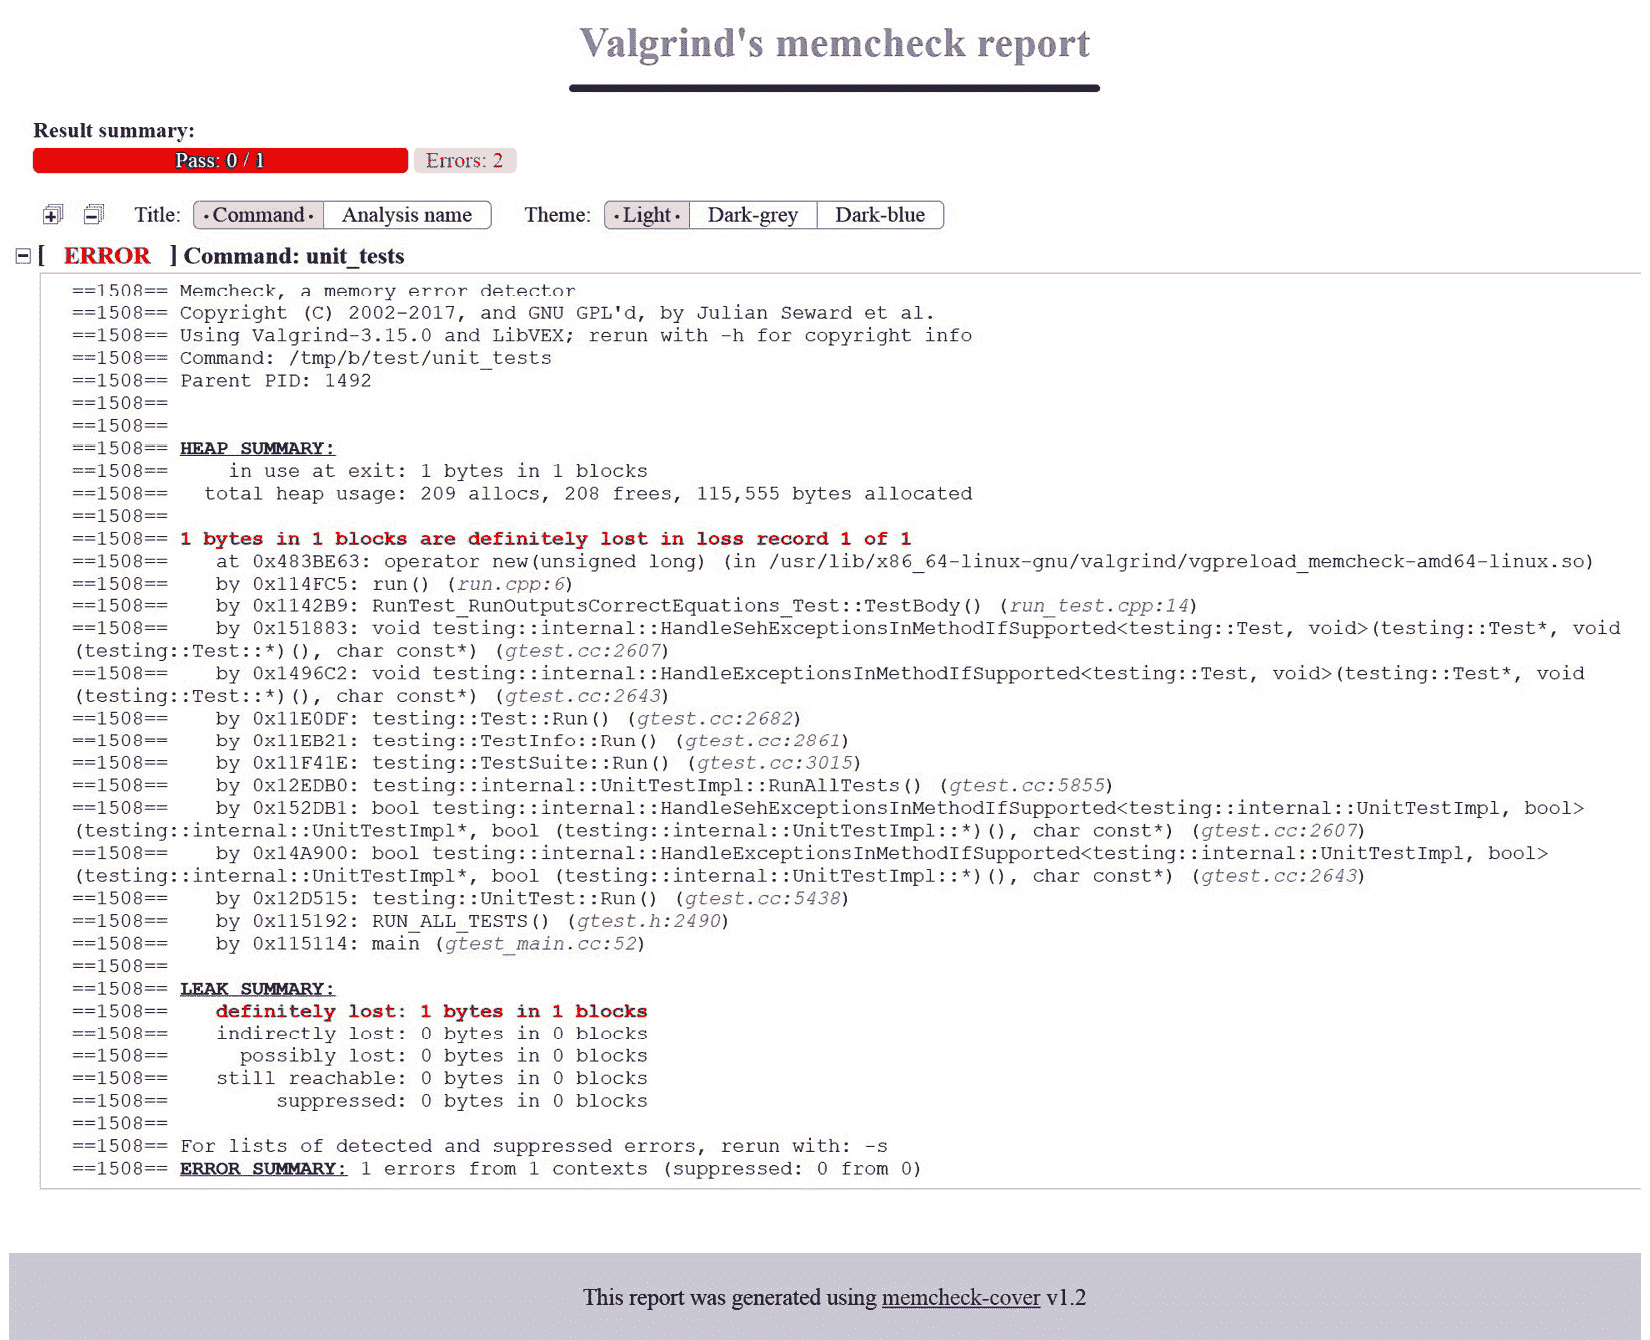 Valgrind's memcheck report
Result summary:
Pass: 0 / 1 Errors: 2
Title: ·Command· Analysis name Theme: ·Light· Dark-grey Dark-blue
[ ERROR ] Command: unit_tests
==1508== Memcheck, a memory error detector
==1508== Copyright (C) 2002-2017, and GNU GPL'd, by Julian Seward et al.
==1508== Using Valgrind-3.15.0 and LibVEX; rerun with -h for copyright info
==1508== Command: /tmp/b/test/unit_tests
==1508== Parent PID: 1492
==1508==
==1508==
==1508== HEAP SUMMARY:
==1508== in use at exit: 1 bytes in 1 blocks
==1508== total heap usage: 209 allocs, 208 frees, 115,555 bytes allocated
==1508==
==1508== 1 bytes in 1 blocks are definitely lost in loss record 1 of 1
==1508== at 0x483BE63: operator new(unsigned long) (in /usr/lib/x86_64-linux-gnu/valgrind/vgpreload_memcheck-amd64-linux.so)
==1508== by 0x114FC5: run() (run.cpp:6)
==1508== by 0x1142B9: RunTest_RunOutputsCorrectEquations_Test::TestBody() (run_test.cpp:14)
==1508== by 0x151883: void testing::internal::HandleSehExceptionsInMethodIfSupported<testing::Test, void>(testing::Test*, void
(testing::Test::*)(), char const*) (gtest.cc:2607)
==1508== by 0x1496C2: void testing::internal::HandleExceptionsInMethodIfSupported<testing::Test, void>(testing::Test*, void
(testing::Test::*)(), char const*) (gtest.cc:2643)
==1508== by 0x11E0DF: testing::Test::Run() (gtest.cc:2682)
==1508== by 0x11EB21: testing::TestInfo::Run() (gtest.cc:2861)
==1508== by 0x11F41E: testing::TestSuite::Run() (gtest.cc:3015)
==1508== by 0x12EDB0: testing::internal::UnitTestImpl::RunAllTests() (gtest.cc:5855)
==1508== by 0x152DB1: bool testing::internal::HandleSehExceptionsInMethodIfSupported<testing::internal::UnitTestImpl, bool>
(testing::internal::UnitTestImpl*, bool (testing::internal::UnitTestImpl::*)(), char const*) (gtest.cc:2607)
==1508== by 0x14A900: bool testing::internal::HandleExceptionsInMethodIfSupported<testing::internal::UnitTestImpl, bool>
(testing::internal::UnitTestImpl*, bool (testing::internal::UnitTestImpl::*)(), char const*) (gtest.cc:2643)
==1508== by 0x12D515: testing::UnitTest::Run() (gtest.cc:5438)
==1508== by 0x115192: RUN_ALL_TESTS() (gtest.h:2490)
==1508== by 0x115114: main (gtest_main.cc:52)
==1508==
==1508== LEAK SUMMARY:
==1508== definitely lost: 1 bytes in 1 blocks
==1508== indirectly lost: 0 bytes in 0 blocks
==1508== possibly lost: 0 bytes in 0 blocks
==1508== still reachable: 0 bytes in 0 blocks
==1508== suppressed: 0 bytes in 0 blocks
==1508==
==1508== For lists of detected and suppressed errors, rerun with: -s
==1508== ERROR SUMMARY: 1 errors from 1 contexts (suppressed: 0 from 0)
This report was generated using memcheck-cover v1.2